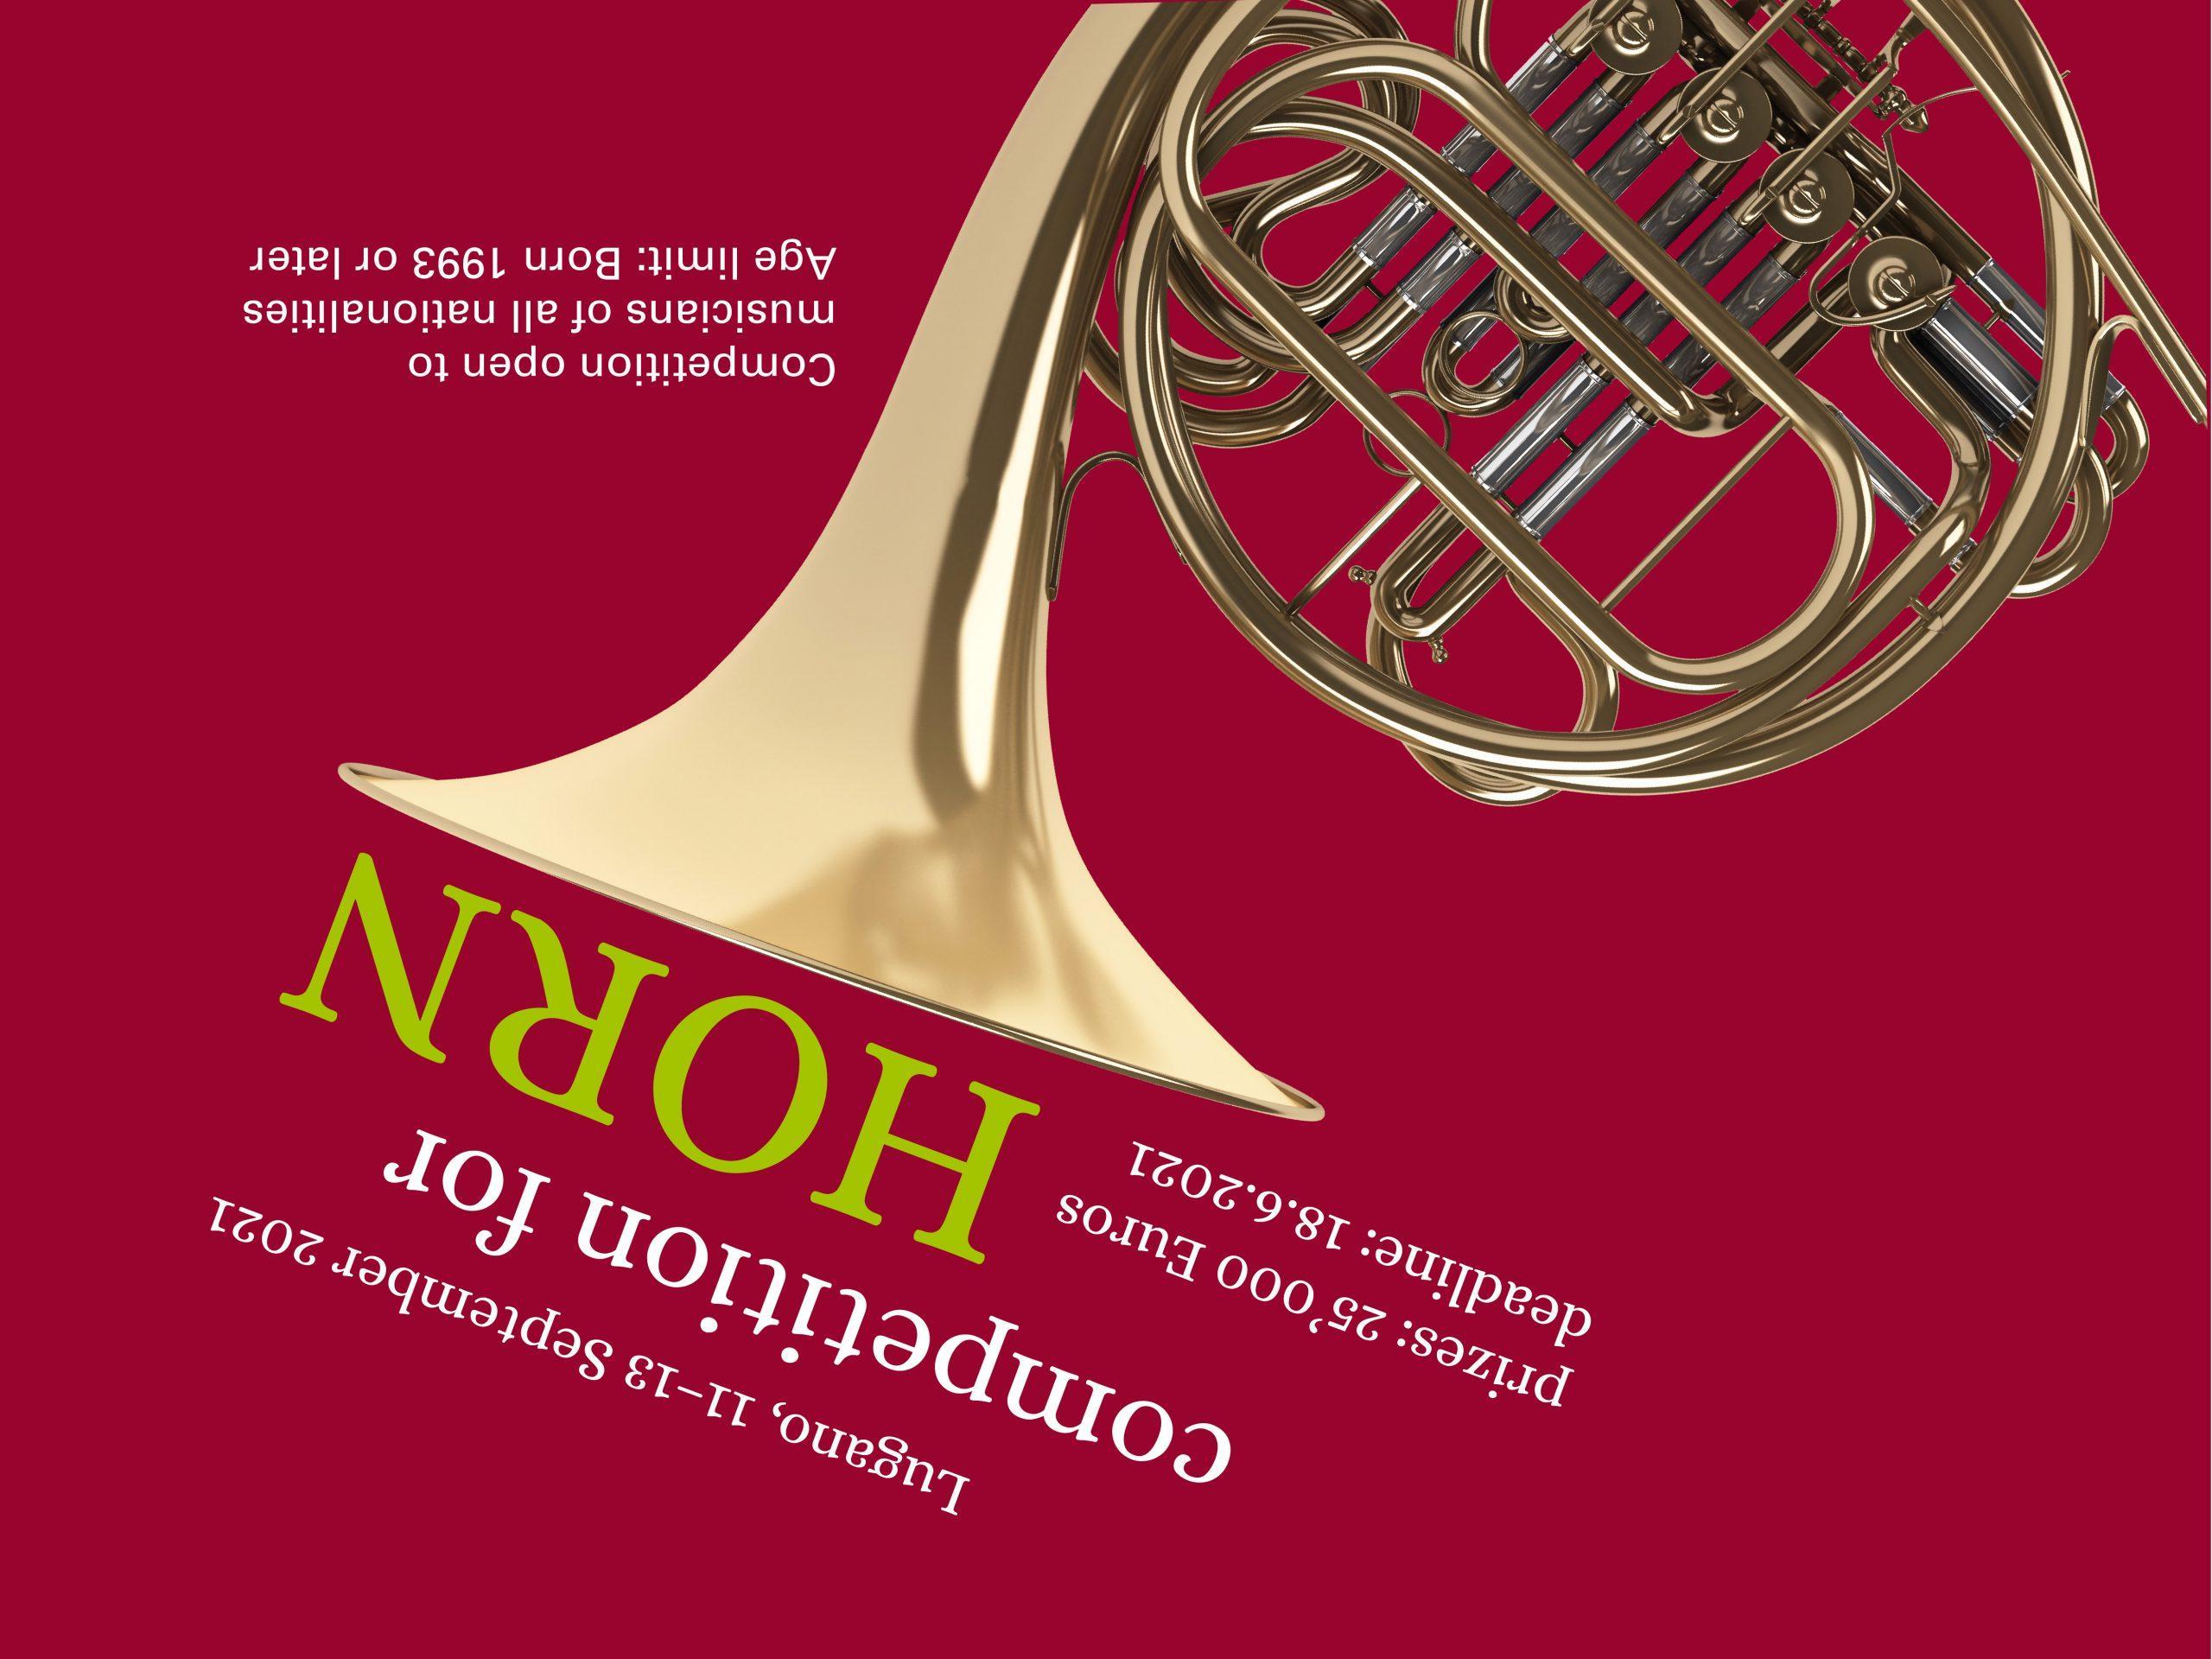 Lugano, 11–13 September 2021
competition for
HORN
prizes: 25’000 Euros
deadline: 18.6.2021
Competition open to
musicians of all nationalities
Age limit: Born 1993 or later